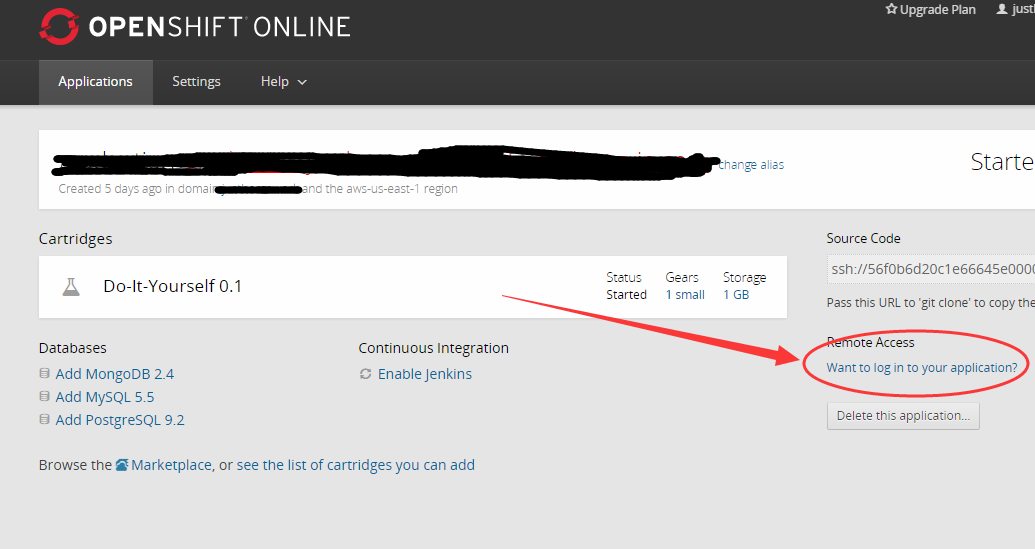 OPENSHIFT ONLINE
Upgrade Plan
Applications
Settings
Help
change alias
Created 5 days ago in domain and the aws-us-east-1 region
Cartridges
Do-It-Yourself 0.1
Status
Started
Gears
1 small
Storage
1 GB
Source Code
ssh://56f0b6d20c1e66645e000
Pass this URL to 'git clone' to copy the
Remote Access
Want to log in to your application?
Delete this application...
Databases
Add MongoDB 2.4
Add MySQL 5.5
Add PostgreSQL 9.2
Continuous Integration
Enable Jenkins
Browse the Marketplace, or see the list of cartridges you can add